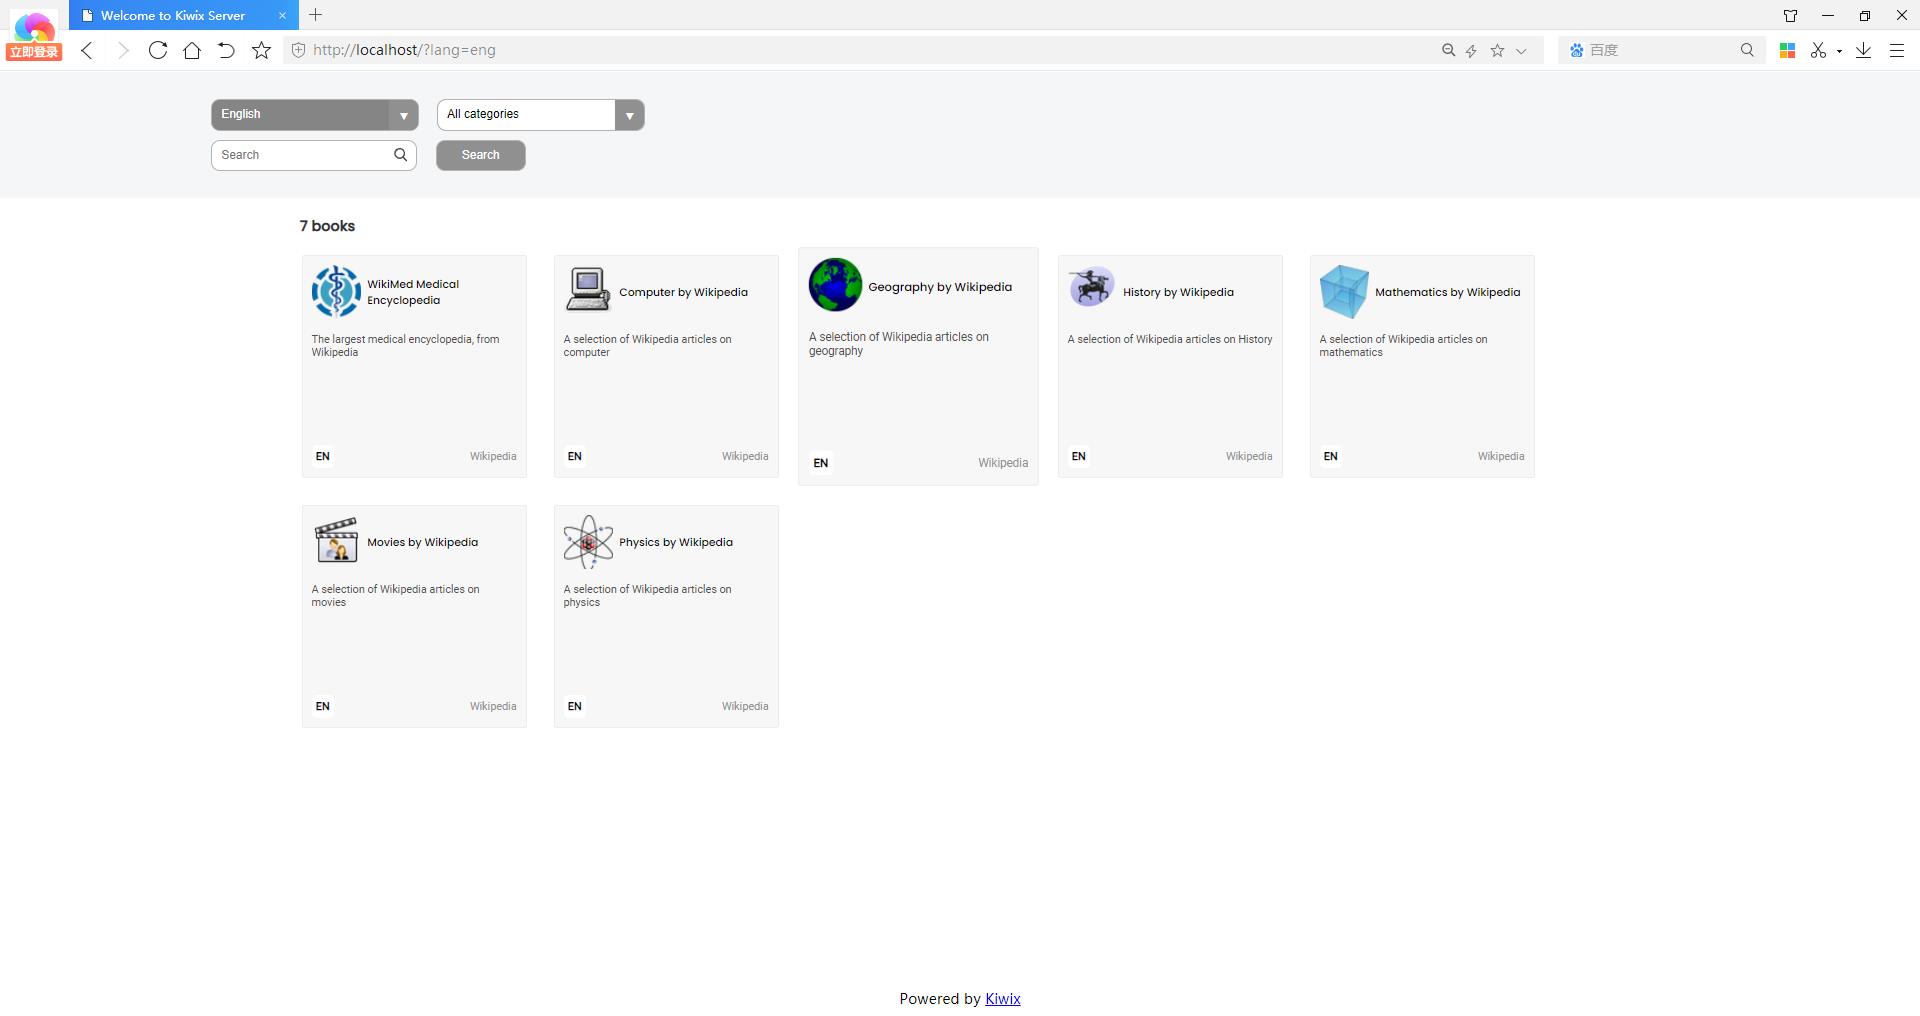 Welcome to Kiwix Server
立即登录
http://localhost/?lang=eng
百度
English
All categories
Search
Search
7 books
WikiMed Medical
Encyclopedia
The largest medical encyclopedia, from
Wikipedia
EN
Wikipedia
Computer by Wikipedia
A selection of Wikipedia articles on
computer
EN
Wikipedia
Geography by Wikipedia
A selection of Wikipedia articles on
geography
EN
Wikipedia
History by Wikipedia
A selection of Wikipedia articles on History
EN
Wikipedia
Mathematics by Wikipedia
A selection of Wikipedia articles on
mathematics
EN
Wikipedia
Movies by Wikipedia
A selection of Wikipedia articles on
movies
EN
Wikipedia
Physics by Wikipedia
A selection of Wikipedia articles on
physics
EN
Wikipedia
Powered by Kiwix